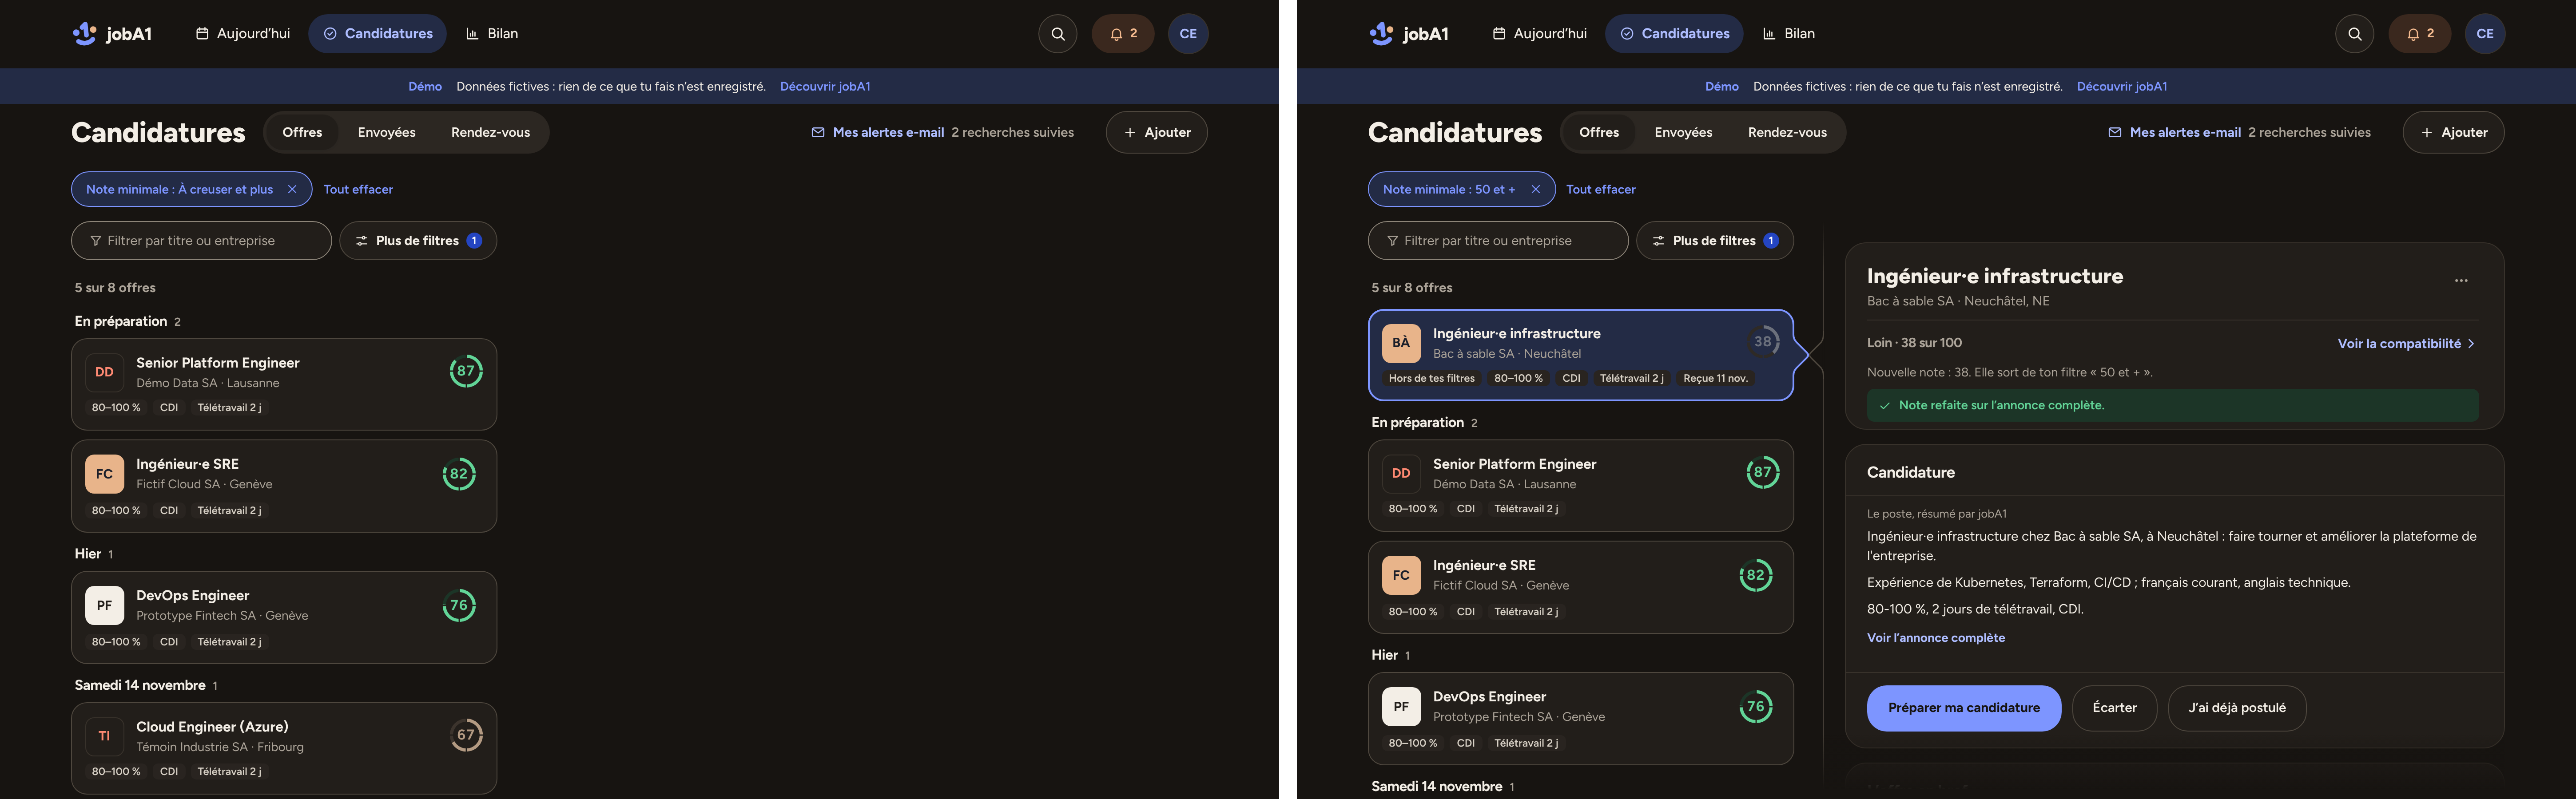 jobA1
Aujourd’hui
Candidatures
Bilan
2
CE
Démo Données fictives : rien de ce que tu fais n’est enregistré. Découvrir jobA1
Candidatures
Offres
Envoyées
Rendez-vous
Mes alertes e-mail 2 recherches suivies
Ajouter
Note minimale : À creuser et plus
Tout effacer
Filtrer par titre ou entreprise
Plus de filtres 1
5 sur 8 offres
En préparation 2
DD
Senior Platform Engineer
Démo Data SA · Lausanne
87
80–100 % CDI Télétravail 2 j
FC
Ingénieur·e SRE
Fictif Cloud SA · Genève
82
80–100 % CDI Télétravail 2 j
Hier 1
PF
DevOps Engineer
Prototype Fintech SA · Genève
76
80–100 % CDI Télétravail 2 j
Samedi 14 novembre 1
TI
Cloud Engineer (Azure)
Témoin Industrie SA · Fribourg
67
80–100 % CDI Télétravail 2 j
jobA1
Aujourd’hui
Candidatures
Bilan
2
CE
Démo Données fictives : rien de ce que tu fais n’est enregistré. Découvrir jobA1
Candidatures
Offres
Envoyées
Rendez-vous
Mes alertes e-mail 2 recherches suivies
Ajouter
Note minimale : 50 et +
Tout effacer
Filtrer par titre ou entreprise
Plus de filtres 1
5 sur 8 offres
BÀ
Ingénieur·e infrastructure
Bac à sable SA · Neuchâtel
38
Hors de tes filtres 80–100 % CDI Télétravail 2 j Reçue 11 nov.
En préparation 2
DD
Senior Platform Engineer
Démo Data SA · Lausanne
87
80–100 % CDI Télétravail 2 j
FC
Ingénieur·e SRE
Fictif Cloud SA · Genève
82
80–100 % CDI Télétravail 2 j
Hier 1
PF
DevOps Engineer
Prototype Fintech SA · Genève
76
80–100 % CDI Télétravail 2 j
Samedi 14 novembre 1
Ingénieur·e infrastructure
Bac à sable SA · Neuchâtel, NE
Loin · 38 sur 100
Voir la compatibilité
Nouvelle note : 38. Elle sort de ton filtre « 50 et + ».
Note refaite sur l’annonce complète.
Candidature
Le poste, résumé par jobA1
Ingénieur·e infrastructure chez Bac à sable SA, à Neuchâtel : faire tourner et améliorer la plateforme de
l'entreprise.
Expérience de Kubernetes, Terraform, CI/CD ; français courant, anglais technique.
80-100 %, 2 jours de télétravail, CDI.
Voir l’annonce complète
Préparer ma candidature
Écarter
J’ai déjà postulé